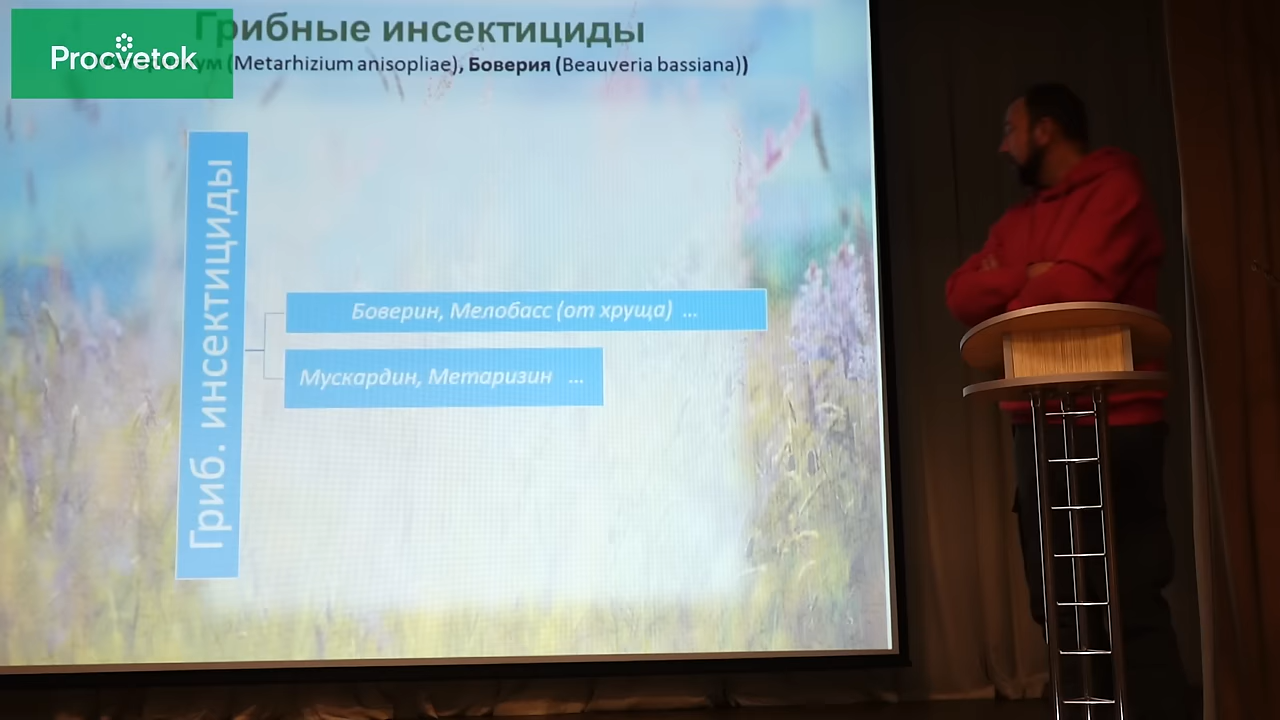 Procvetok
Грибные инсектициды
(Metarhizium anisopliae), Боверия (Beauveria bassiana))
Гриб. инсектициды
Боверин, Мелобасс (от хруща) ...
Мускардин, Метаризин ...